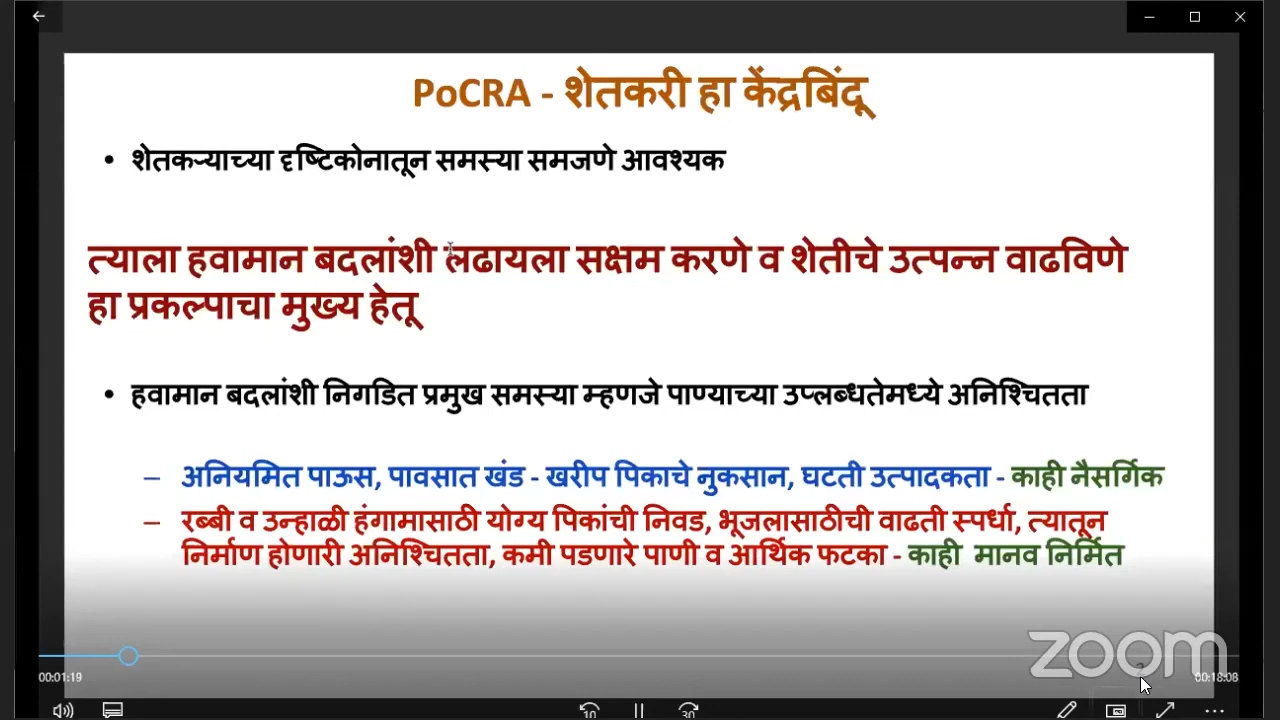 PoCRA - शेतकरी हा केंद्रबिंदू
• शेतकऱ्याच्या दृष्टिकोनातून समस्या समजणे आवश्यक
त्याला हवामान बदलांशी लढायला सक्षम करणे व शेतीचे उत्पन्न वाढविणे
हा प्रकल्पाचा मुख्य हेतू
• हवामान बदलांशी निगडित प्रमुख समस्या म्हणजे पाण्याच्या उप्लब्धतेमध्ये अनिश्चितता
– अनियमित पाऊस, पावसात खंड - खरीप पिकाचे नुकसान, घटती उत्पादकता - काही नैसर्गिक
– रब्बी व उन्हाळी हंगामासाठी योग्य पिकांची निवड, भूजलासाठीची वाढती स्पर्धा, त्यातून
निर्माण होणारी अनिश्चितता, कमी पडणारे पाणी व आर्थिक फटका - काही मानव निर्मित
zoom
00:01:19
00:18:08
10
30